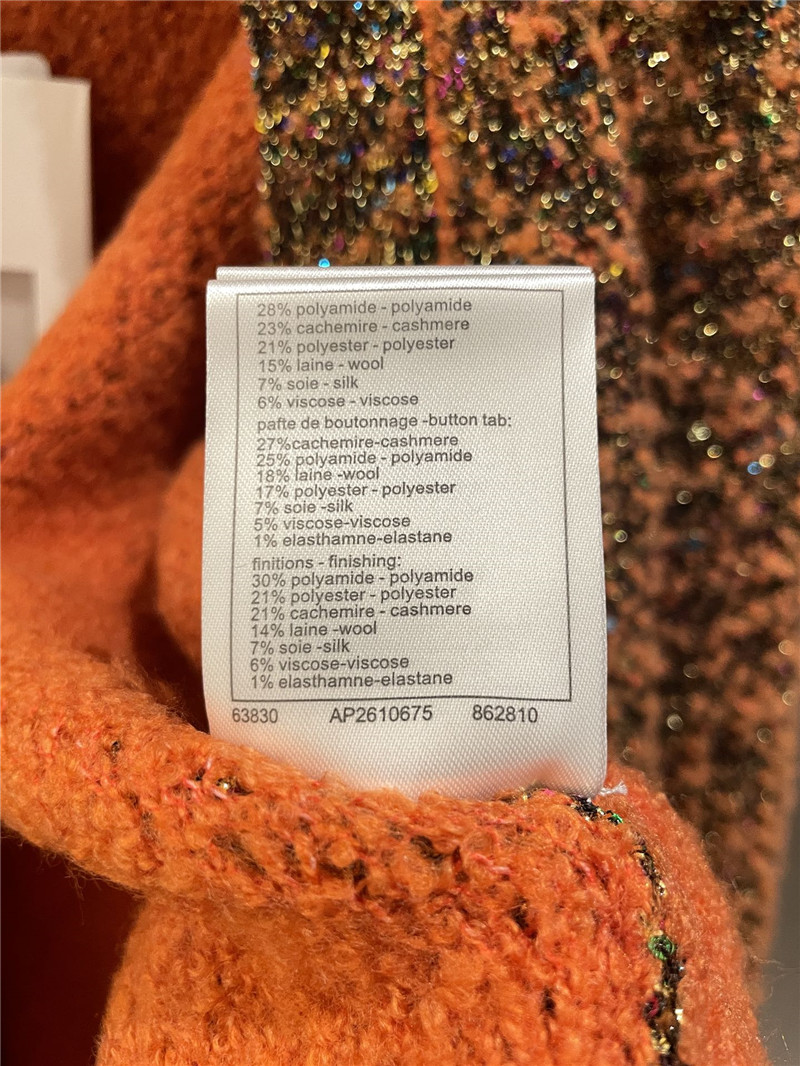 28% polyamide - polyamide
23% cachemire - cashmere
21% polyester - polyester
15% laine - wool
7% soie - silk
6% viscose - viscose
pafte de boutonnage -button tab:
27%cachemire-cashmere
25% polyamide - polyamide
18% laine -wool
17% polyester - polyester
7% soie -silk
5% viscose-viscose
1% elasthamne-elastane
finitions - finishing:
30% polyamide - polyamide
21% polyester - polyester
21% cachemire - cashmere
14% laine -wool
7% soie -silk
6% viscose-viscose
1% elasthamne-elastane
63830 AP2610675 862810